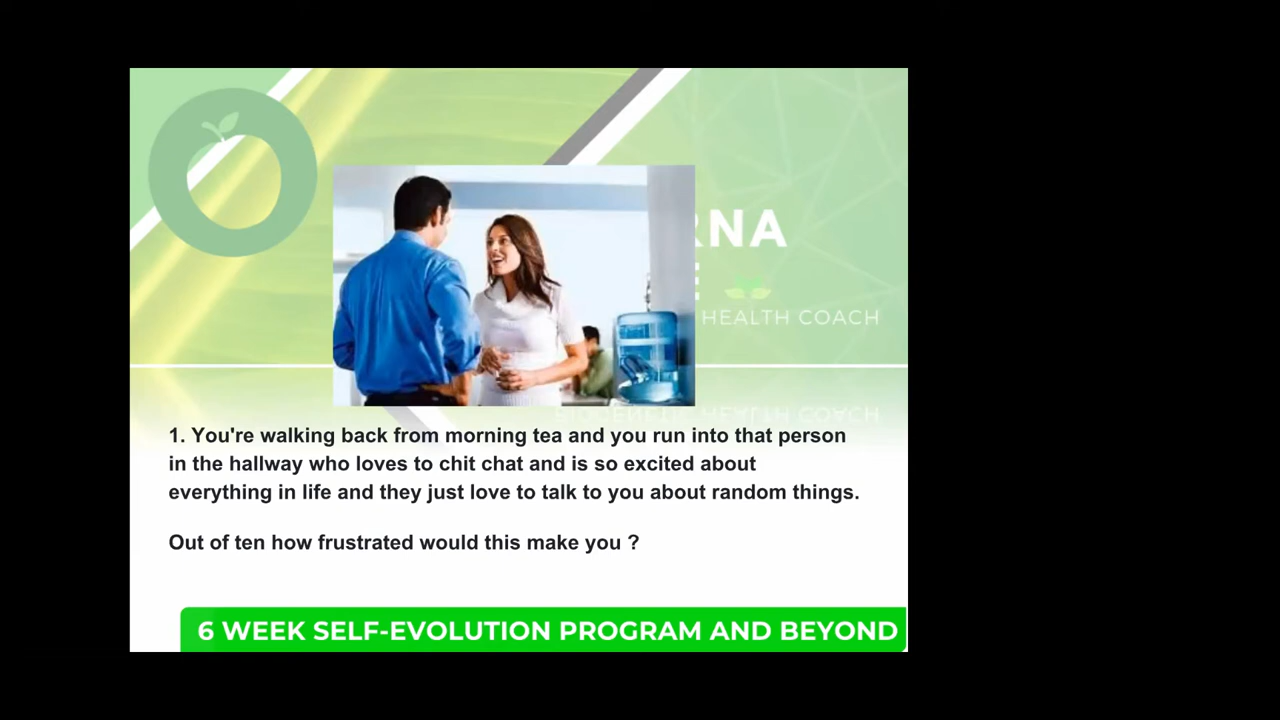 RNA
HEALTH COACH
HEALTH COACH
1. You're walking back from morning tea and you run into that person
in the hallway who loves to chit chat and is so excited about
everything in life and they just love to talk to you about random things.
Out of ten how frustrated would this make you ?
6 WEEK SELF-EVOLUTION PROGRAM AND BEYOND